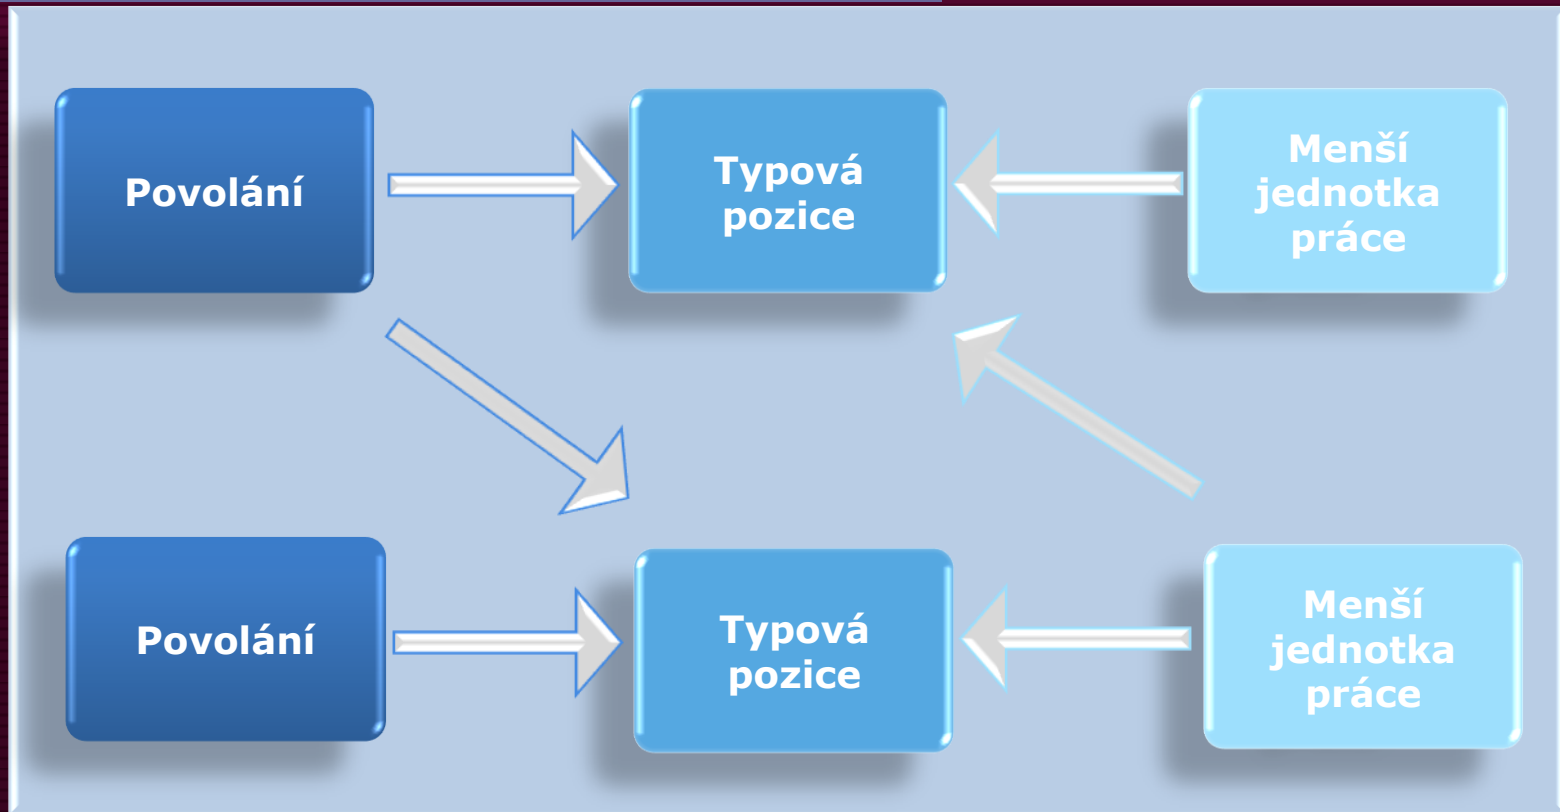 Povolání
Typová
pozice
Menší
jednotka
práce
Povolání
Typová
pozice
Menší
jednotka
práce